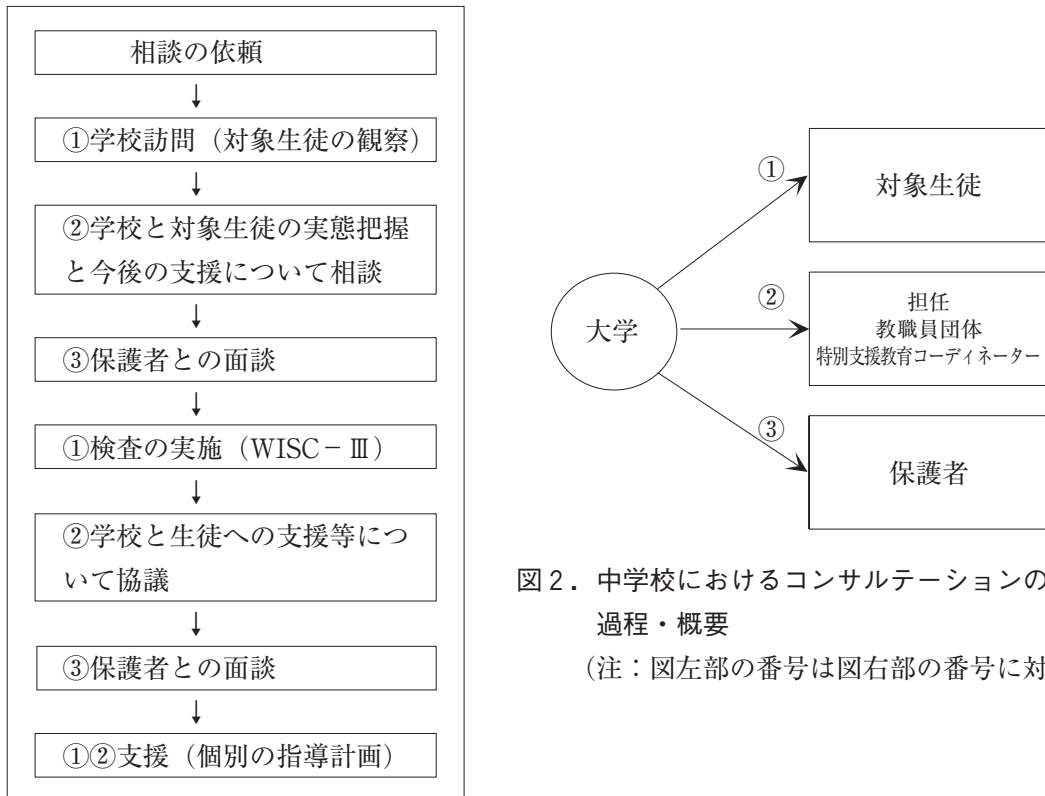 相談の依頼
↓
①学校訪問（対象生徒の観察）
↓
②学校と対象生徒の実態把握
と今後の支援について相談
↓
③保護者との面談
↓
①検査の実施（WISC－Ⅲ）
↓
②学校と生徒への支援等につ
いて協議
↓
③保護者との面談
↓
①②支援（個別の指導計画）
大学
①
②
③
対象生徒
担任
教職員団体
特別支援教育コーディネーター
保護者
図２．中学校におけるコンサルテーションの
過程・概要
（注：図左部の番号は図右部の番号に対